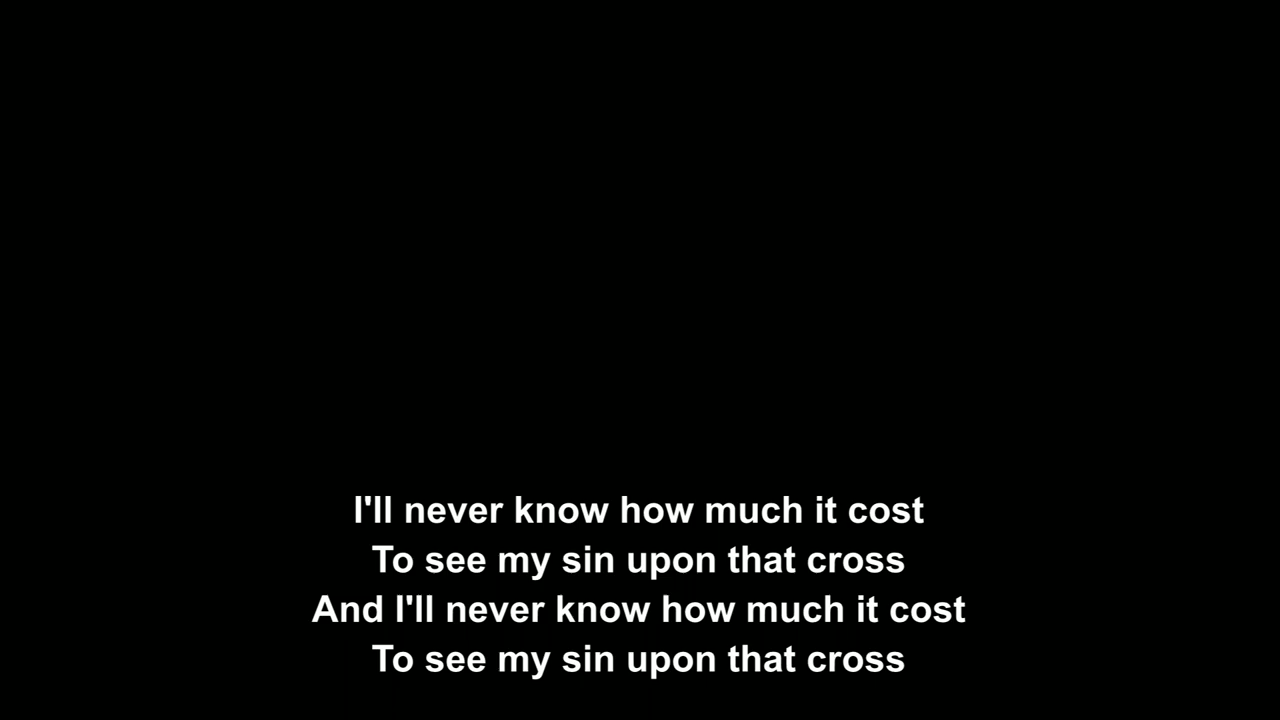 I'll never know how much it cost
To see my sin upon that cross
And I'll never know how much it cost
To see my sin upon that cross